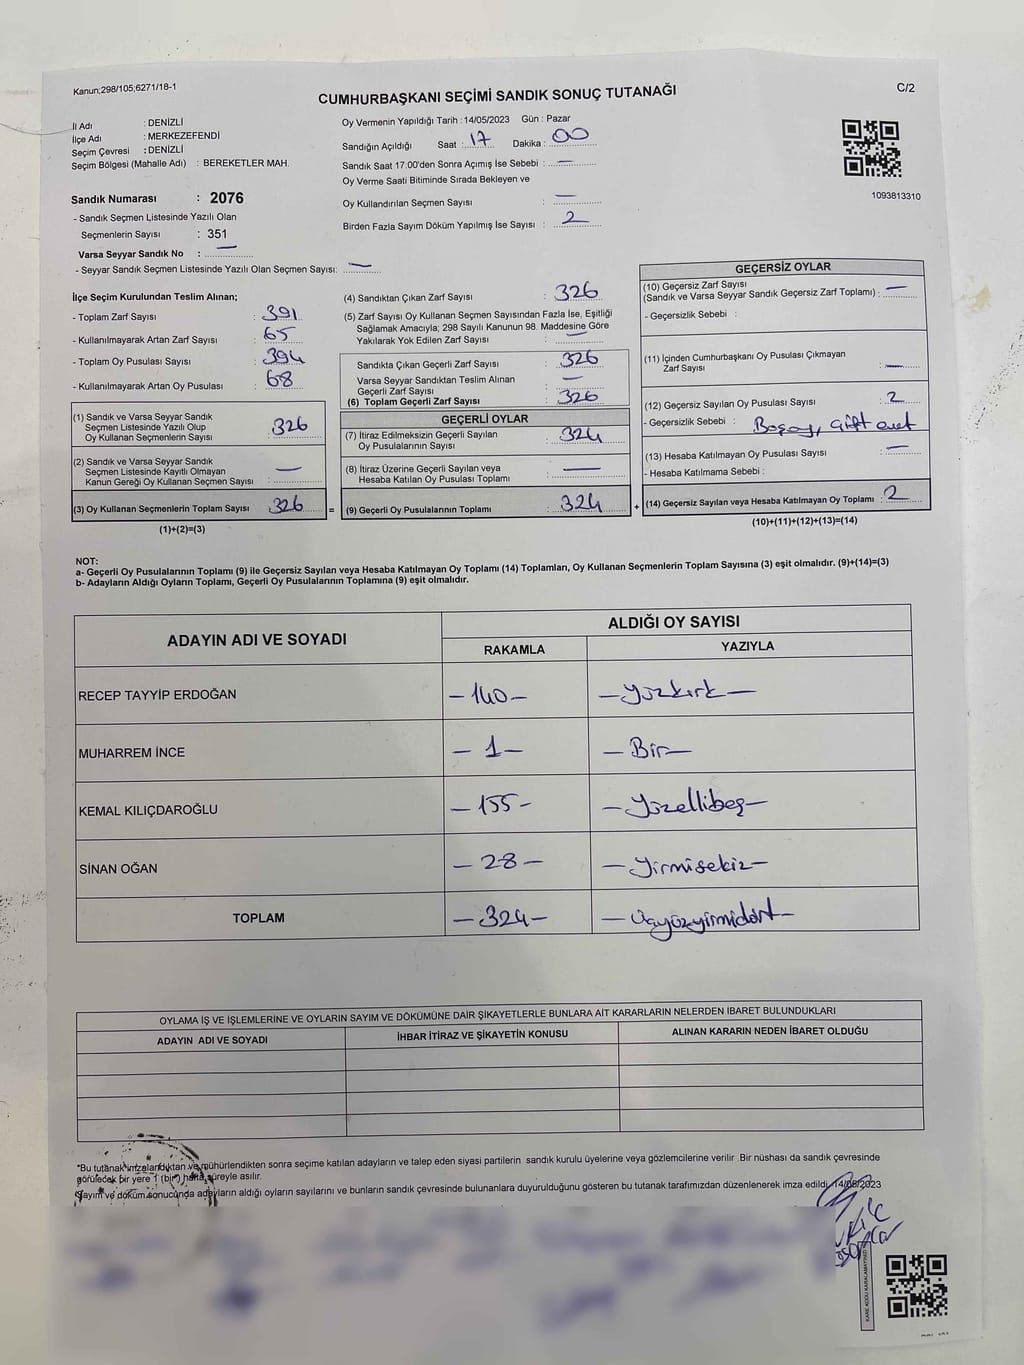 Kanun;298/105;6271/18-1
CUMHURBAŞKANI SEÇİMİ SANDIK SONUÇ TUTANAĞI
C/2
İl Adı : DENİZLİ
İlçe Adı : MERKEZEFENDİ
Seçim Çevresi : DENİZLİ
Seçim Bölgesi (Mahalle Adı) : BEREKETLER MAH.
Sandık Numarası : 2076
- Sandık Seçmen Listesinde Yazılı Olan
Seçmenlerin Sayısı : 351
Varsa Seyyar Sandık No : —
- Seyyar Sandık Seçmen Listesinde Yazılı Olan Seçmen Sayısı: —
Oy Vermenin Yapıldığı Tarih : 14/05/2023 Gün : Pazar
Sandığın Açıldığı Saat : 17 Dakika : 00
Sandık Saat 17:00'den Sonra Açımış İse Sebebi : —
Oy Verme Saati Bitiminde Sırada Bekleyen ve
Oy Kullandırılan Seçmen Sayısı : —
Birden Fazla Sayım Döküm Yapılmış İse Sayısı : 2
1093813310
İlçe Seçim Kurulundan Teslim Alınan;
- Toplam Zarf Sayısı : 391
- Kullanılmayarak Artan Zarf Sayısı : 65
- Toplam Oy Pusulası Sayısı : 394
- Kullanılmayarak Artan Oy Pusulası : 68
(1) Sandık ve Varsa Seyyar Sandık
Seçmen Listesinde Yazılı Olup
Oy Kullanan Seçmenlerin Sayısı : 326
(2) Sandık ve Varsa Seyyar Sandık
Seçmen Listesinde Kayıtlı Olmayan
Kanun Gereği Oy Kullanan Seçmen Sayısı : —
(3) Oy Kullanan Seçmenlerin Toplam Sayısı : 326 =
(1)+(2)=(3)
(4) Sandıktan Çıkan Zarf Sayısı : 326
(5) Zarf Sayısı Oy Kullanan Seçmen Sayısından Fazla İse, Eşitliği
Sağlamak Amacıyla; 298 Sayılı Kanunun 98. Maddesine Göre
Yakılarak Yok Edilen Zarf Sayısı : —
Sandıkta Çıkan Geçerli Zarf Sayısı : 326
Varsa Seyyar Sandıktan Teslim Alınan
Geçerli Zarf Sayısı : —
(6) Toplam Geçerli Zarf Sayısı : 326
GEÇERLİ OYLAR
(7) İtiraz Edilmeksizin Geçerli Sayılan
Oy Pusulalarının Sayısı : 324
(8) İtiraz Üzerine Geçerli Sayılan veya
Hesaba Katılan Oy Pusulası Toplamı : —
(9) Geçerli Oy Pusulalarının Toplamı : 324 +
GEÇERSİZ OYLAR
(10) Geçersiz Zarf Sayısı
(Sandık ve Varsa Seyyar Sandık Geçersiz Zarf Toplamı) : —
- Geçersizlik Sebebi :
(11) İçinden Cumhurbaşkanı Oy Pusulası Çıkmayan
Zarf Sayısı : —
(12) Geçersiz Sayılan Oy Pusulası Sayısı : 2
- Geçersizlik Sebebi : Boşoy, çift evet
(13) Hesaba Katılmayan Oy Pusulası Sayısı : —
- Hesaba Katılmama Sebebi :
(14) Geçersiz Sayılan veya Hesaba Katılmayan Oy Toplamı : 2
(10)+(11)+(12)+(13)=(14)
NOT:
a- Geçerli Oy Pusulalarının Toplamı (9) ile Geçersiz Sayılan veya Hesaba Katılmayan Oy Toplamı (14) Toplamları, Oy Kullanan Seçmenlerin Toplam Sayısına (3) eşit olmalıdır. (9)+(14)=(3)
b- Adayların Aldığı Oyların Toplamı, Geçerli Oy Pusulalarının Toplamına (9) eşit olmalıdır.
ADAYIN ADI VE SOYADI
ALDIĞI OY SAYISI
RAKAMLA YAZIYLA
RECEP TAYYİP ERDOĞAN -140- -yüzkırk-
MUHARREM İNCE -1- -Bir-
KEMAL KILIÇDAROĞLU -155- -yüzellibeş-
SİNAN OĞAN -28- -yirmisekiz-
TOPLAM -324- -üçyüzyirmidört-
OYLAMA İŞ VE İŞLEMLERİNE VE OYLARIN SAYIM VE DÖKÜMÜNE DAİR ŞİKAYETLERLE BUNLARA AİT KARARLARIN NELERDEN İBARET BULUNDUKLARI
ADAYIN ADI VE SOYADI İHBAR İTİRAZ VE ŞİKAYETİN KONUSU ALINAN KARARIN NEDEN İBARET OLDUĞU
*Bu tutanak imzalandıktan ve mühürlendikten sonra seçime katılan adayların ve talep eden siyasi partilerin sandık kurulu üyelerine veya gözlemcilerine verilir .Bir nüshası da sandık çevresinde
görülecek bir yere 1 (bir) hafta süreyle asılır.
Sayım ve döküm sonucunda adayların aldığı oyların sayılarını ve bunların sandık çevresinde bulunanlara duyurulduğunu gösteren bu tutanak tarafımızdan düzenlenerek imza edildi. 14/05/2023